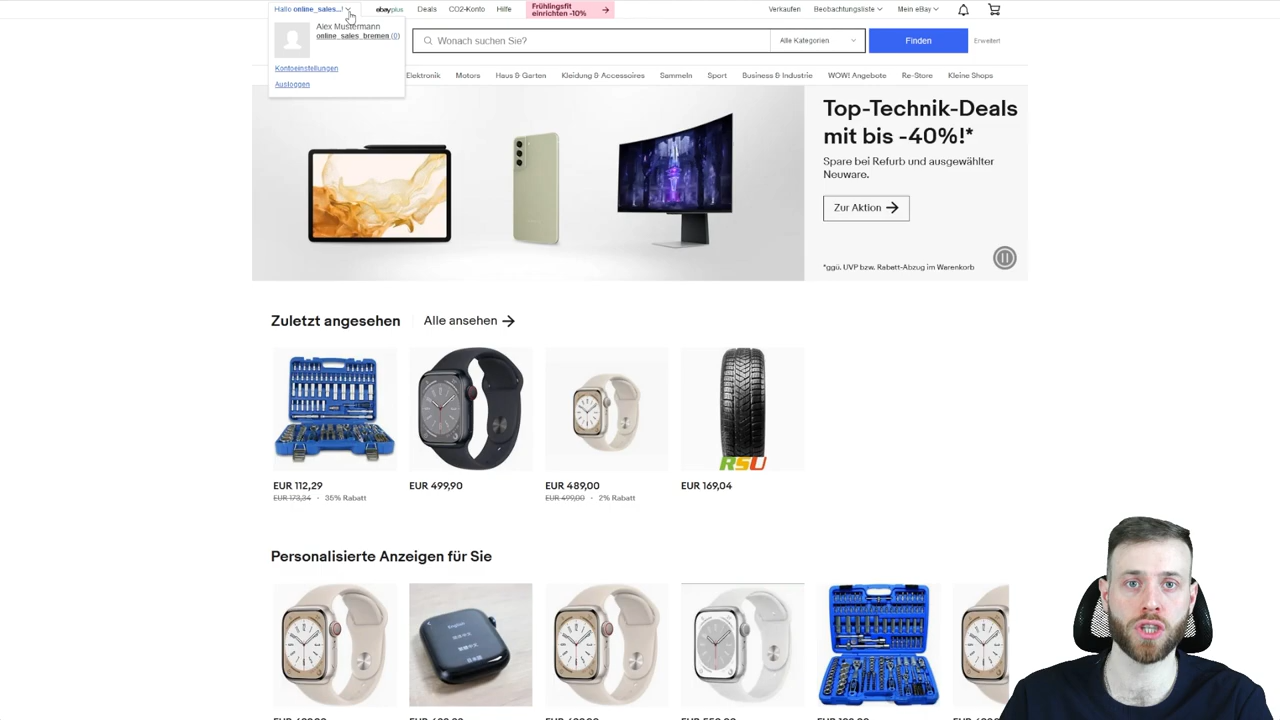 Hallo online_sales...!
ebayplus
Deals
CO2-Konto
Hilfe
Frühlingsfit
einrichten -10%
Verkaufen
Beobachtungsliste
Mein eBay
Alex Mustermann
online_sales_bremen (0)
Kontoeinstellungen
Ausloggen
Wonach suchen Sie?
Alle Kategorien
Finden
Erweitert
Elektronik
Motors
Haus & Garten
Kleidung & Accessoires
Sammeln
Sport
Business & Industrie
WOW! Angebote
Re-Store
Kleine Shops
Top-Technik-Deals
mit bis -40%!*
Spare bei Refurb und ausgewählter
Neuware.
Zur Aktion
*ggü. UVP bzw. Rabatt-Abzug im Warenkorb
Zuletzt angesehen
Alle ansehen
RSU
EUR 112,29
EUR 173,34 · 35% Rabatt
EUR 499,90
EUR 489,00
EUR 499,00 · 2% Rabatt
EUR 169,04
Personalisierte Anzeigen für Sie
English